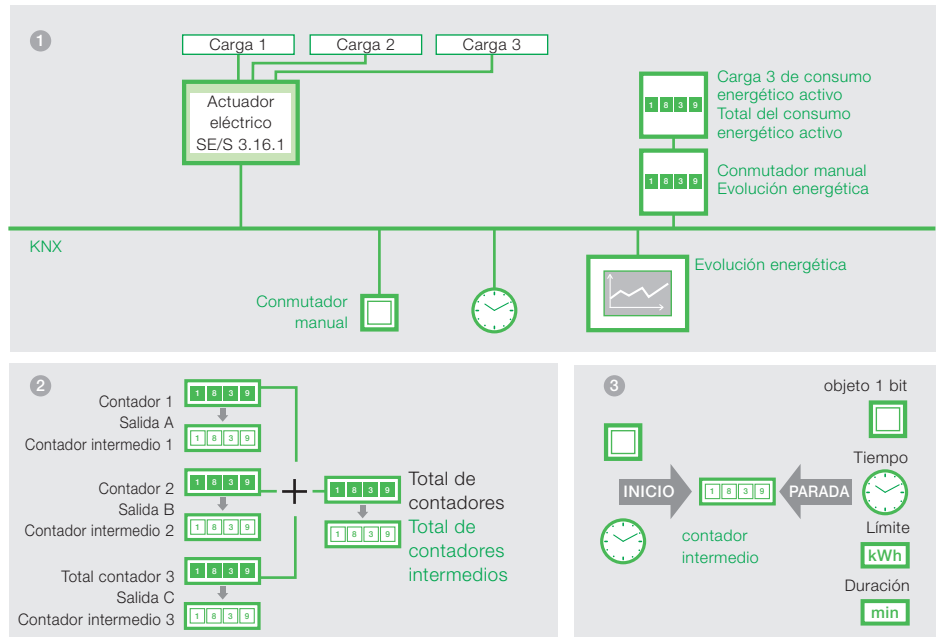 1
Carga 1
Carga 2
Carga 3
Actuador
eléctrico
SE/S 3.16.1
1 8 3 9
Carga 3 de consumo
energético activo
Total del consumo
energético activo
1 8 3 9
Conmutador manual
Evolución energética
KNX
Conmutador
manual
Evolución energética
2
Contador 1
1 8 3 9
Salida A
Contador intermedio 1
1 8 3 9
Contador 2
1 8 3 9
Salida B
Contador intermedio 2
1 8 3 9
Total contador 3
1 8 3 9
Salida C
Contador intermedio 3
1 8 3 9
+
1 8 3 9
Total de
contadores
1 8 3 9
Total de
contadores
intermedios
3
objeto 1 bit
INICIO
1 8 3 9
PARADA
contador
intermedio
Tiempo
Límite
kWh
Duración
min